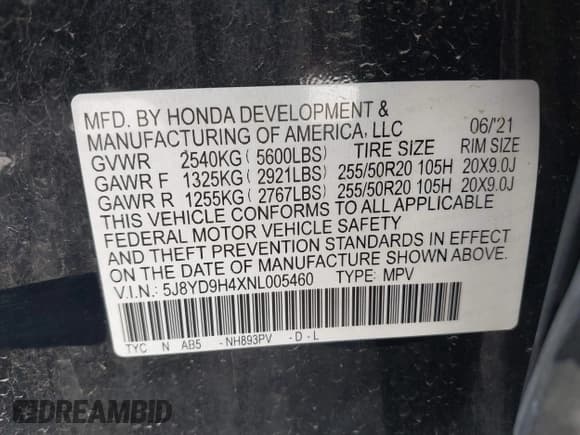 MFD. BY HONDA DEVELOPMENT &
MANUFACTURING OF AMERICA, LLC 06/'21
GVWR 2540KG ( 5600LBS) TIRE SIZE RIM SIZE
GAWR F 1325KG ( 2921LBS) 255/50R20 105H 20X9.0J
GAWR R 1255KG ( 2767LBS) 255/50R20 105H 20X9.0J
THIS VEHICLE CONFORMS TO ALL APPLICABLE
FEDERAL MOTOR VEHICLE SAFETY, BUMPER,
AND THEFT PREVENTION STANDARDS IN EFFECT
ON THE DATE OF MANUFACTURE SHOWN ABOVE.
V.I.N.: 5J8YD9H4XNL005460 TYPE: MPV
TYC N AB5 -NH893PV -D-L
DREAMBID